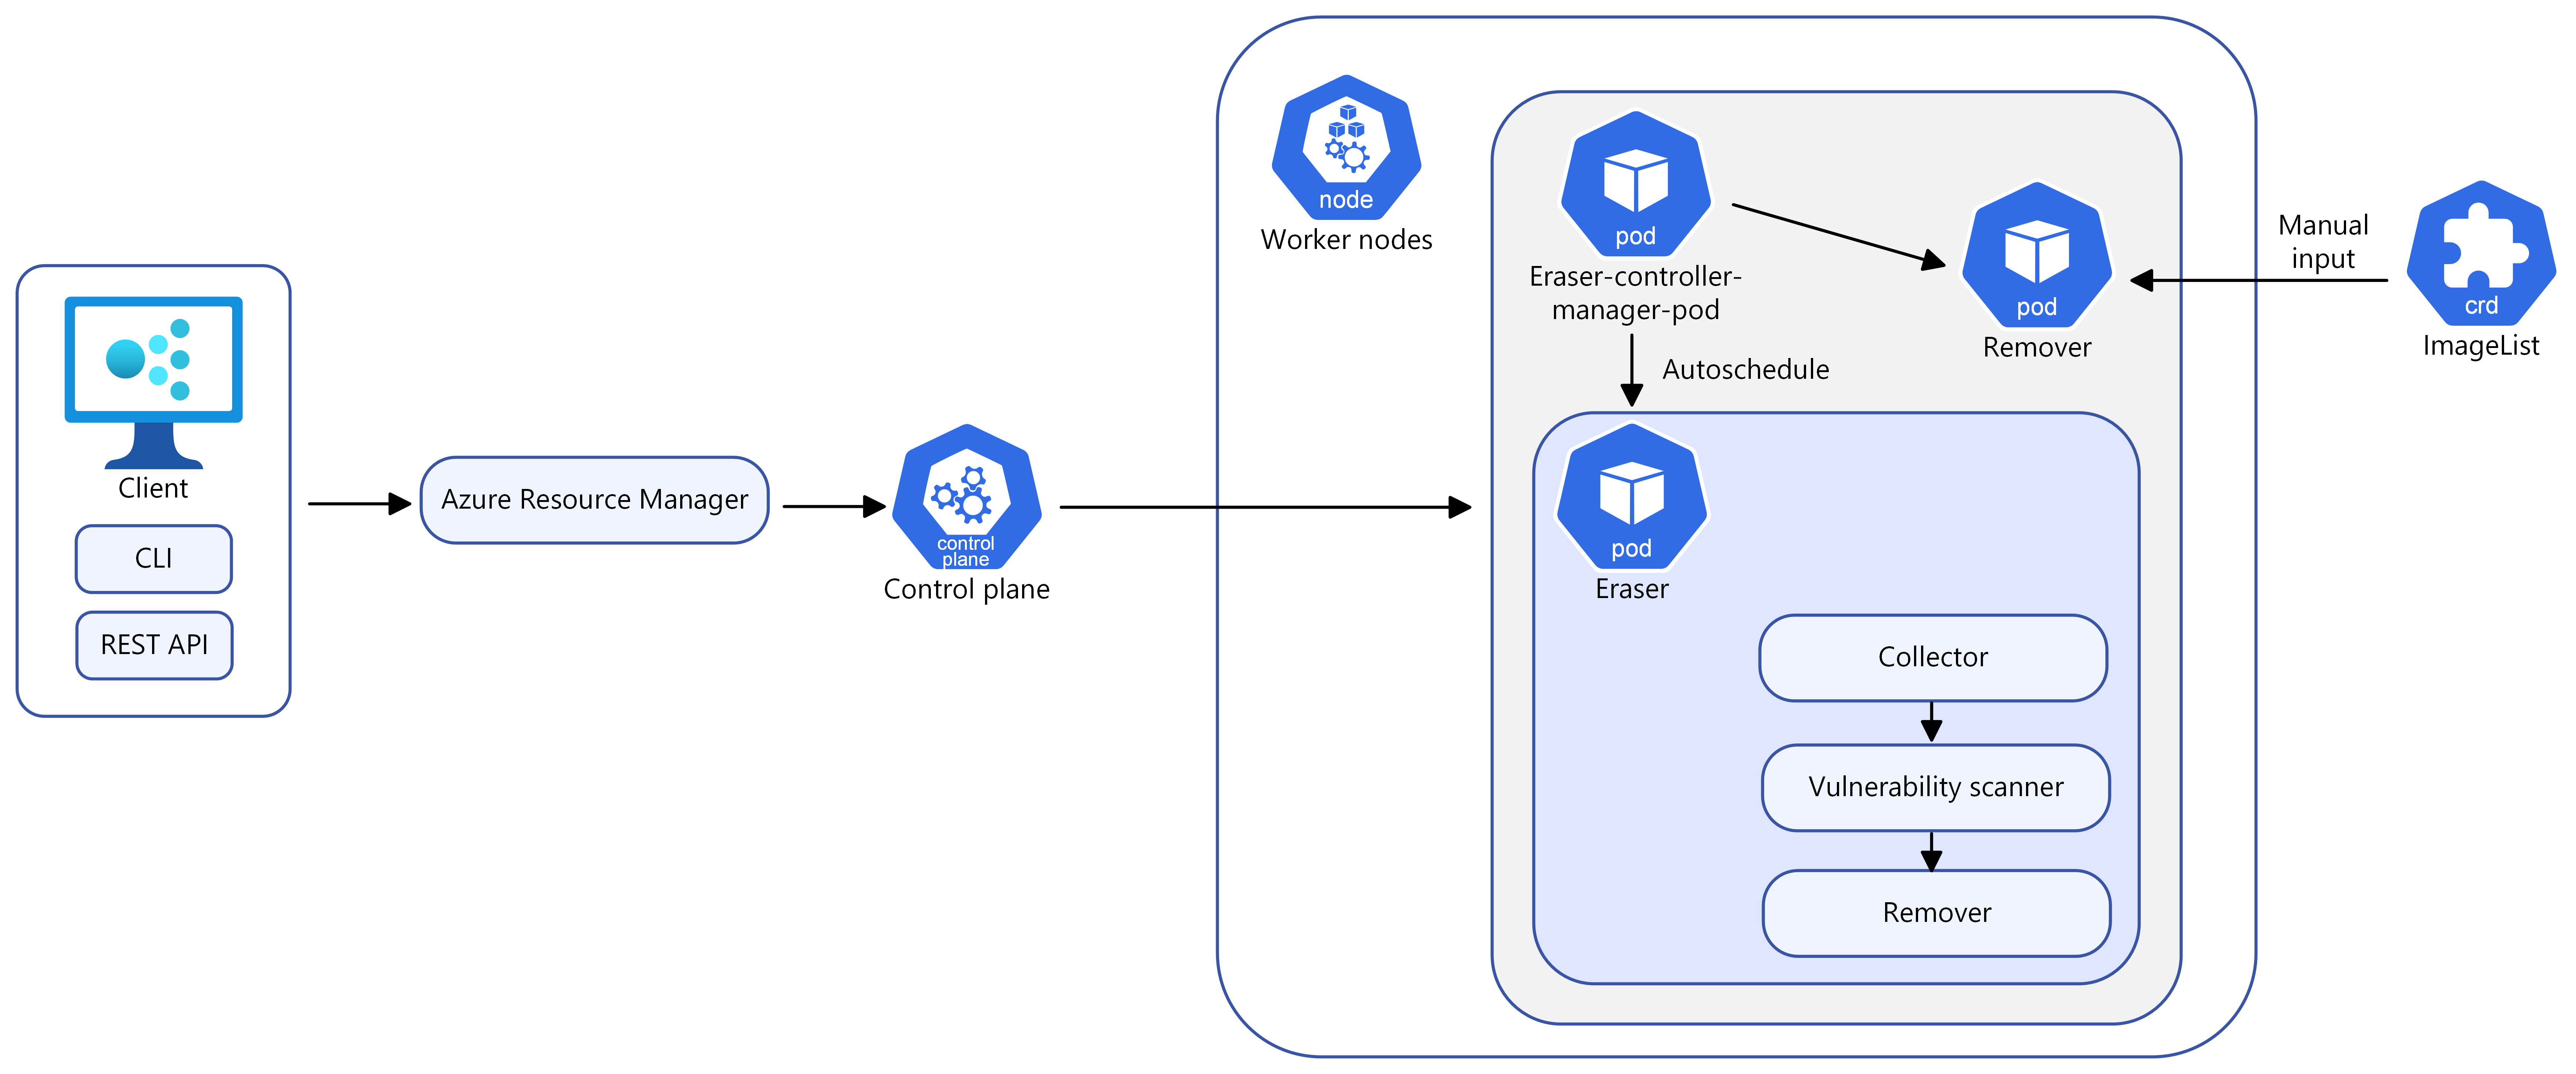 Client
CLI
REST API
Azure Resource Manager
control
plane
Control plane
node
Worker nodes
pod
Eraser-controller-
manager-pod
pod
Remover
Manual
input
crd
ImageList
Autoschedule
pod
Eraser
Collector
Vulnerability scanner
Remover